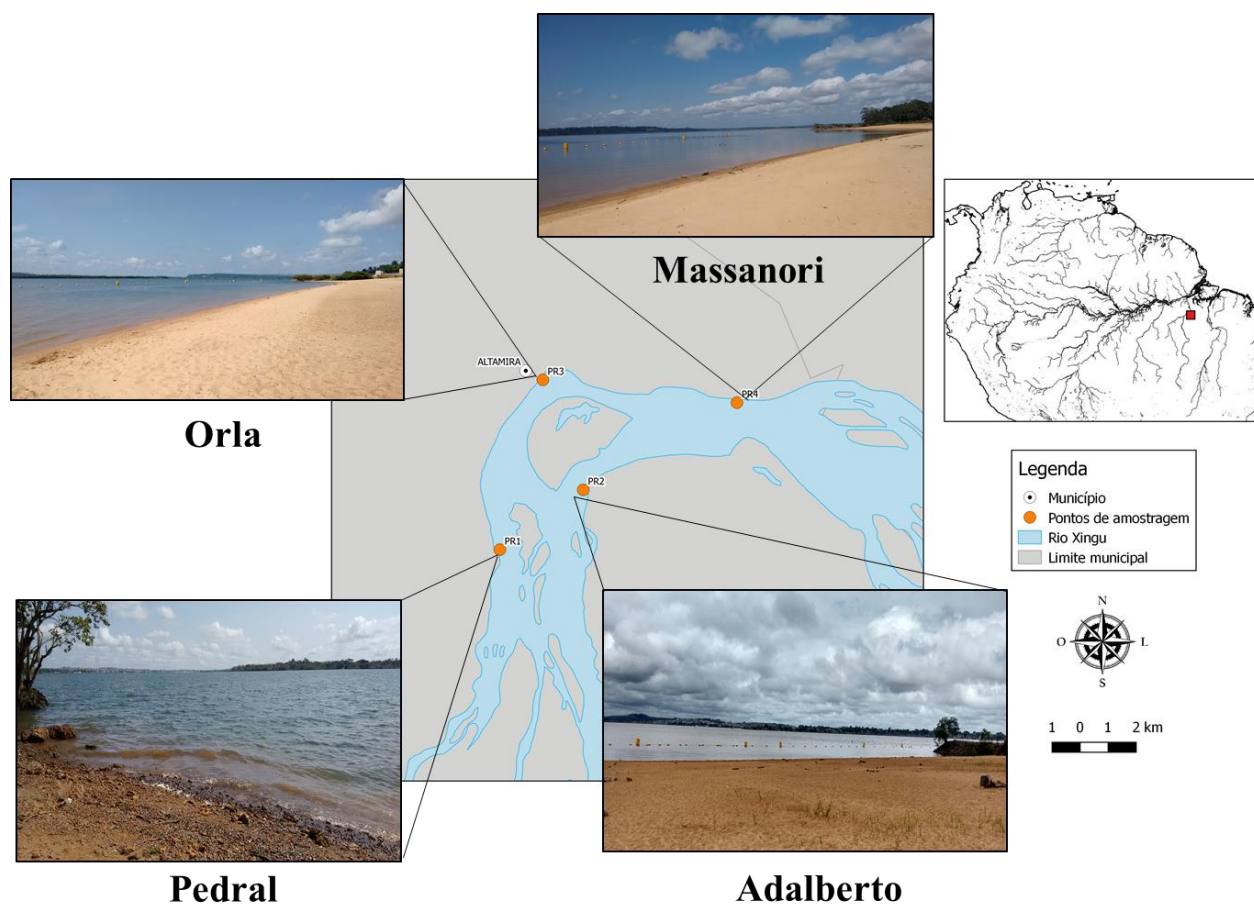 Massanori
Orla
ALTAMIRA
PR3
PR4
PR2
PR1
Legenda
Município
Pontos de amostragem
Rio Xingu
Limite municipal
N
O
L
S
1 0 1 2 km
Pedral
Adalberto